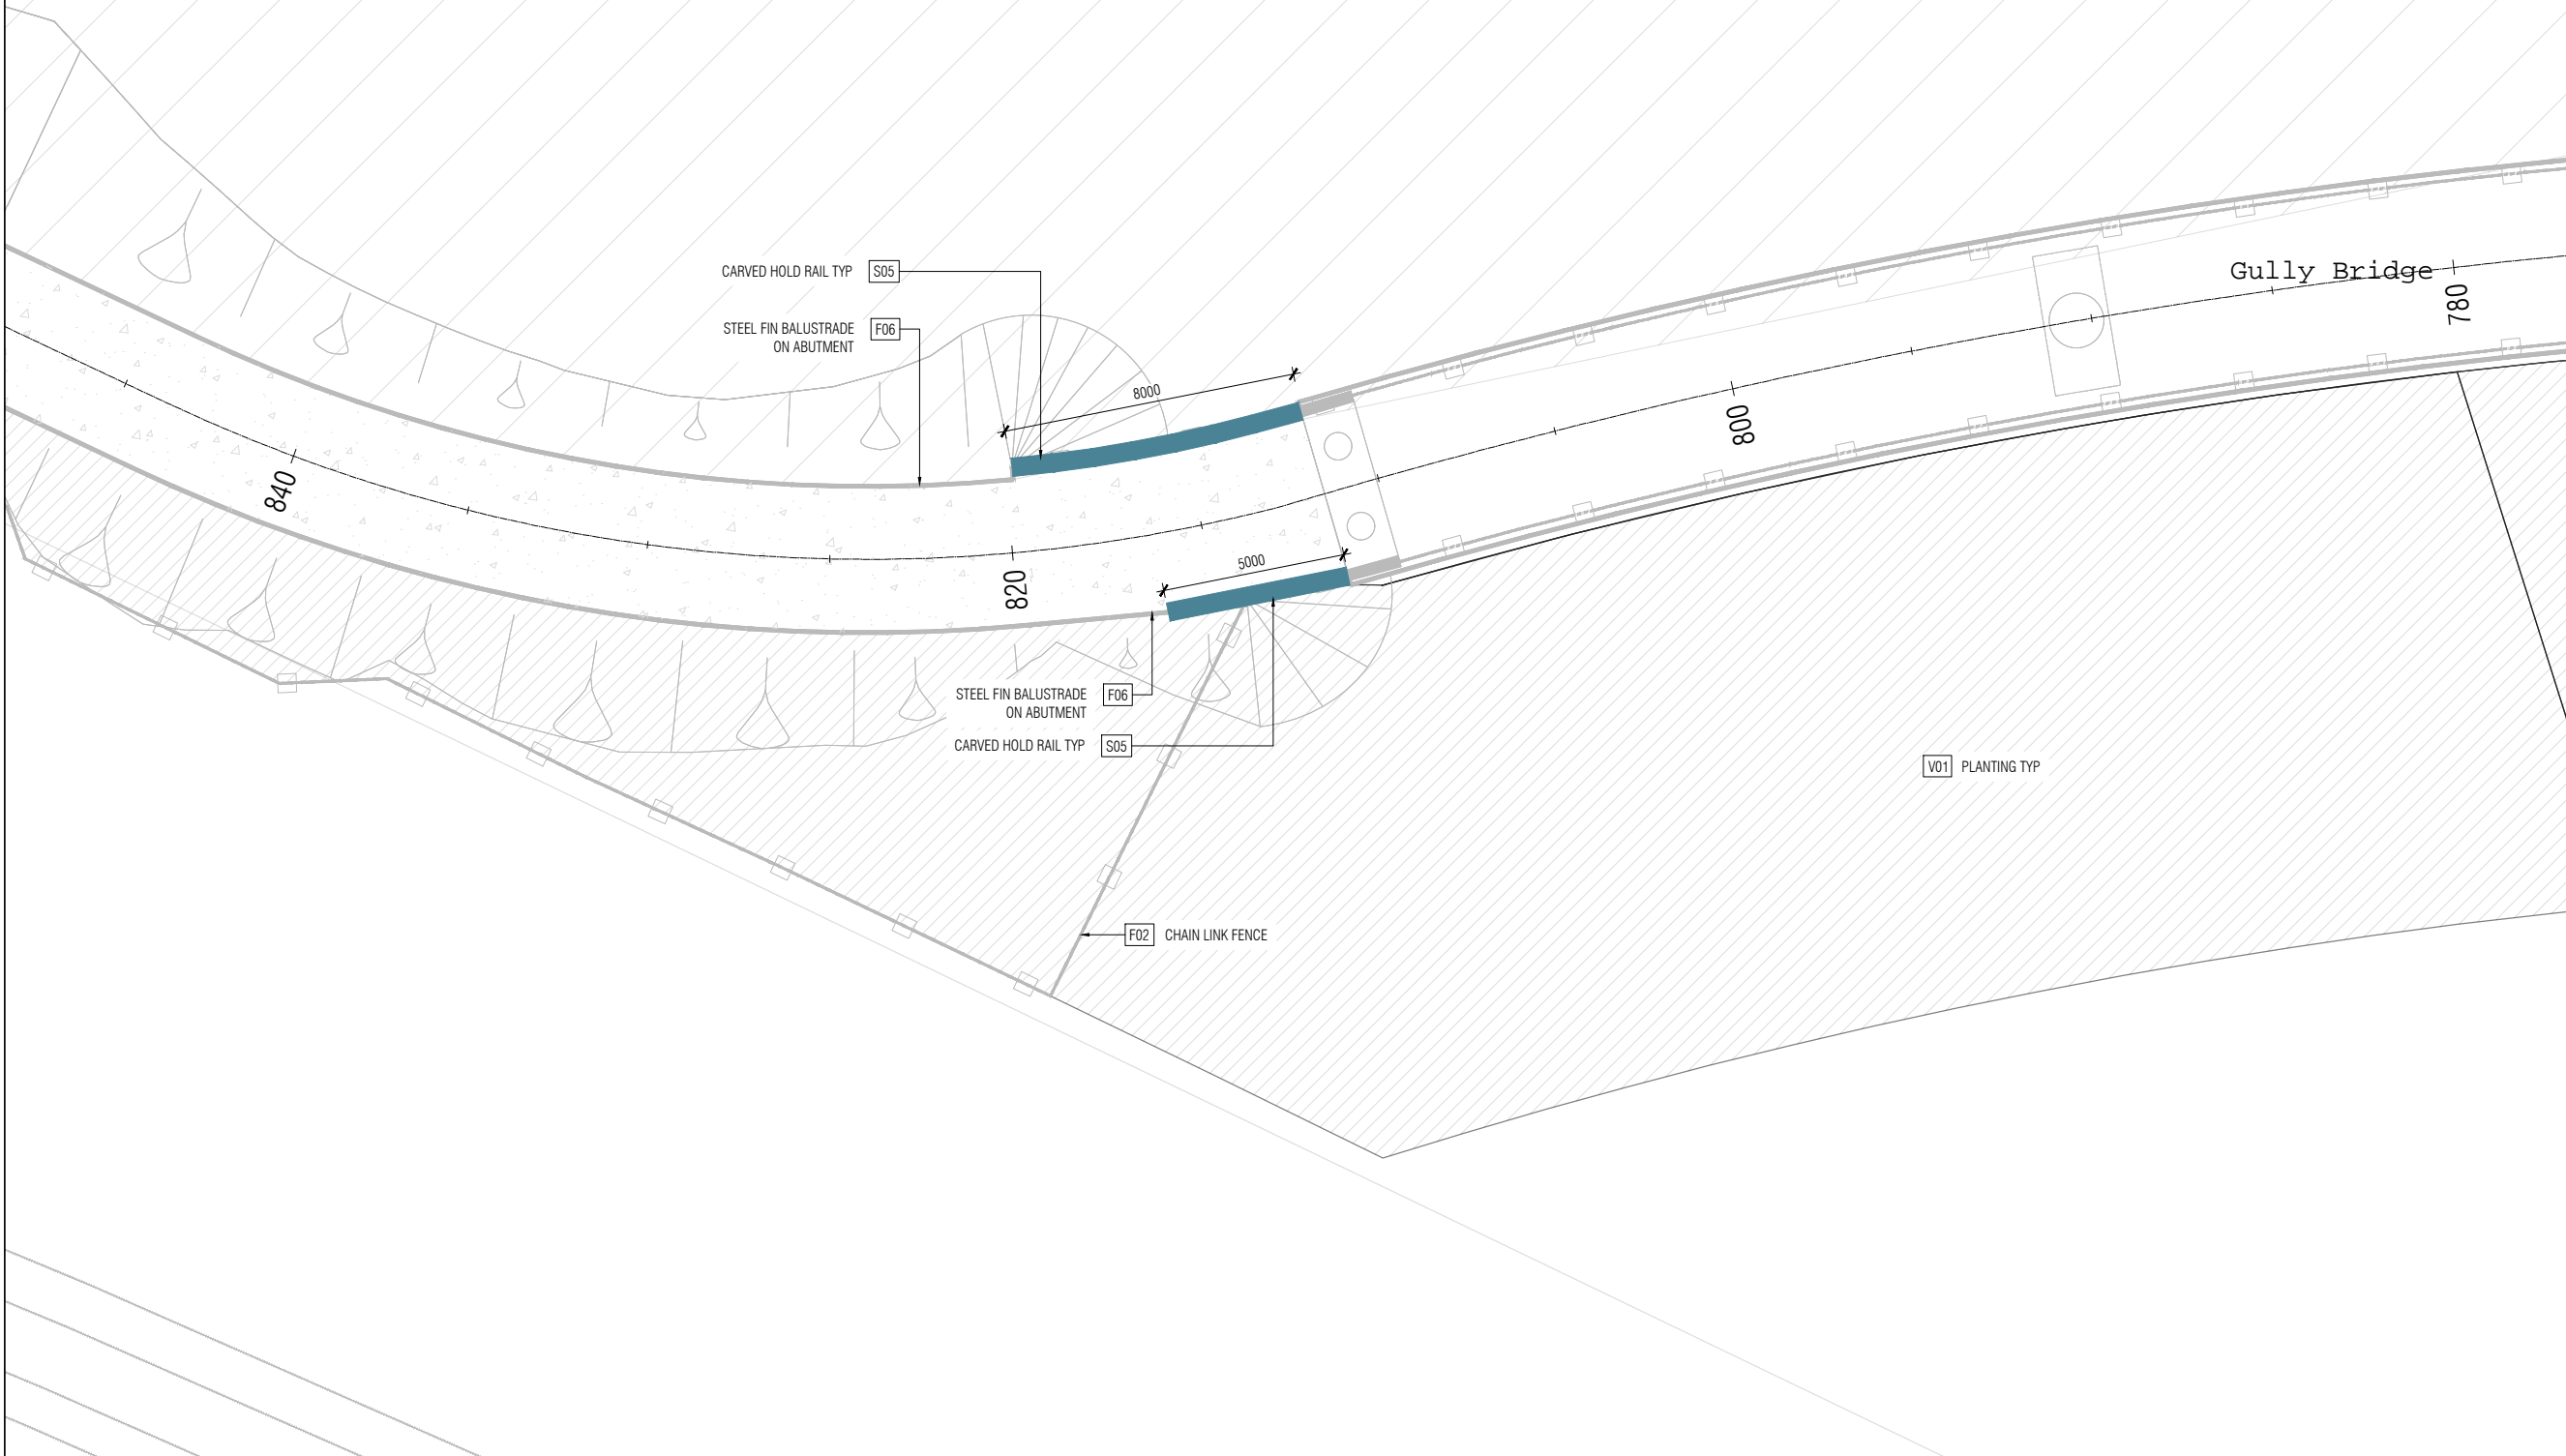 Gully Bridge
CARVED HOLD RAIL TYP S05
STEEL FIN BALUSTRADE F06
ON ABUTMENT
8000
780
800
840
820
5000
STEEL FIN BALUSTRADE F06
ON ABUTMENT
CARVED HOLD RAIL TYP S05
V01 PLANTING TYP
F02 CHAIN LINK FENCE